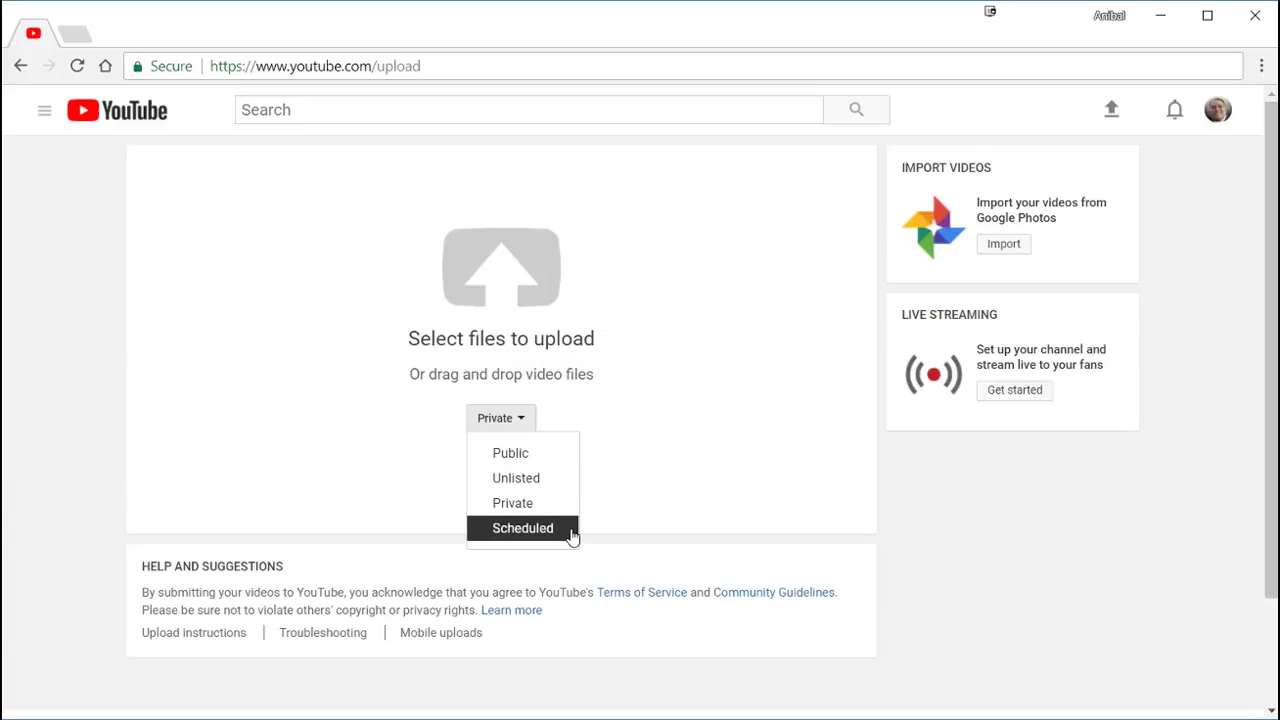 Anibal
Secure
https://www.youtube.com/upload
YouTube
Search
Select files to upload
Or drag and drop video files
Private
Public
Unlisted
Private
Scheduled
IMPORT VIDEOS
Import your videos from
Google Photos
Import
LIVE STREAMING
Set up your channel and
stream live to your fans
Get started
HELP AND SUGGESTIONS
By submitting your videos to YouTube, you acknowledge that you agree to YouTube's Terms of Service and Community Guidelines.
Please be sure not to violate others' copyright or privacy rights. Learn more
Upload instructions | Troubleshooting | Mobile uploads